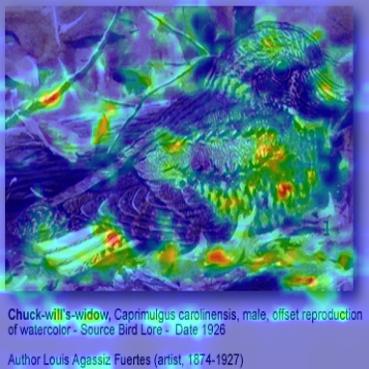 Chuck-will's-widow, Caprimulgus carolinensis, male, offset reproduction
of watercolor - Source Bird Lore - Date 1926
Author Louis Agassiz Fuertes (artist, 1874-1927)